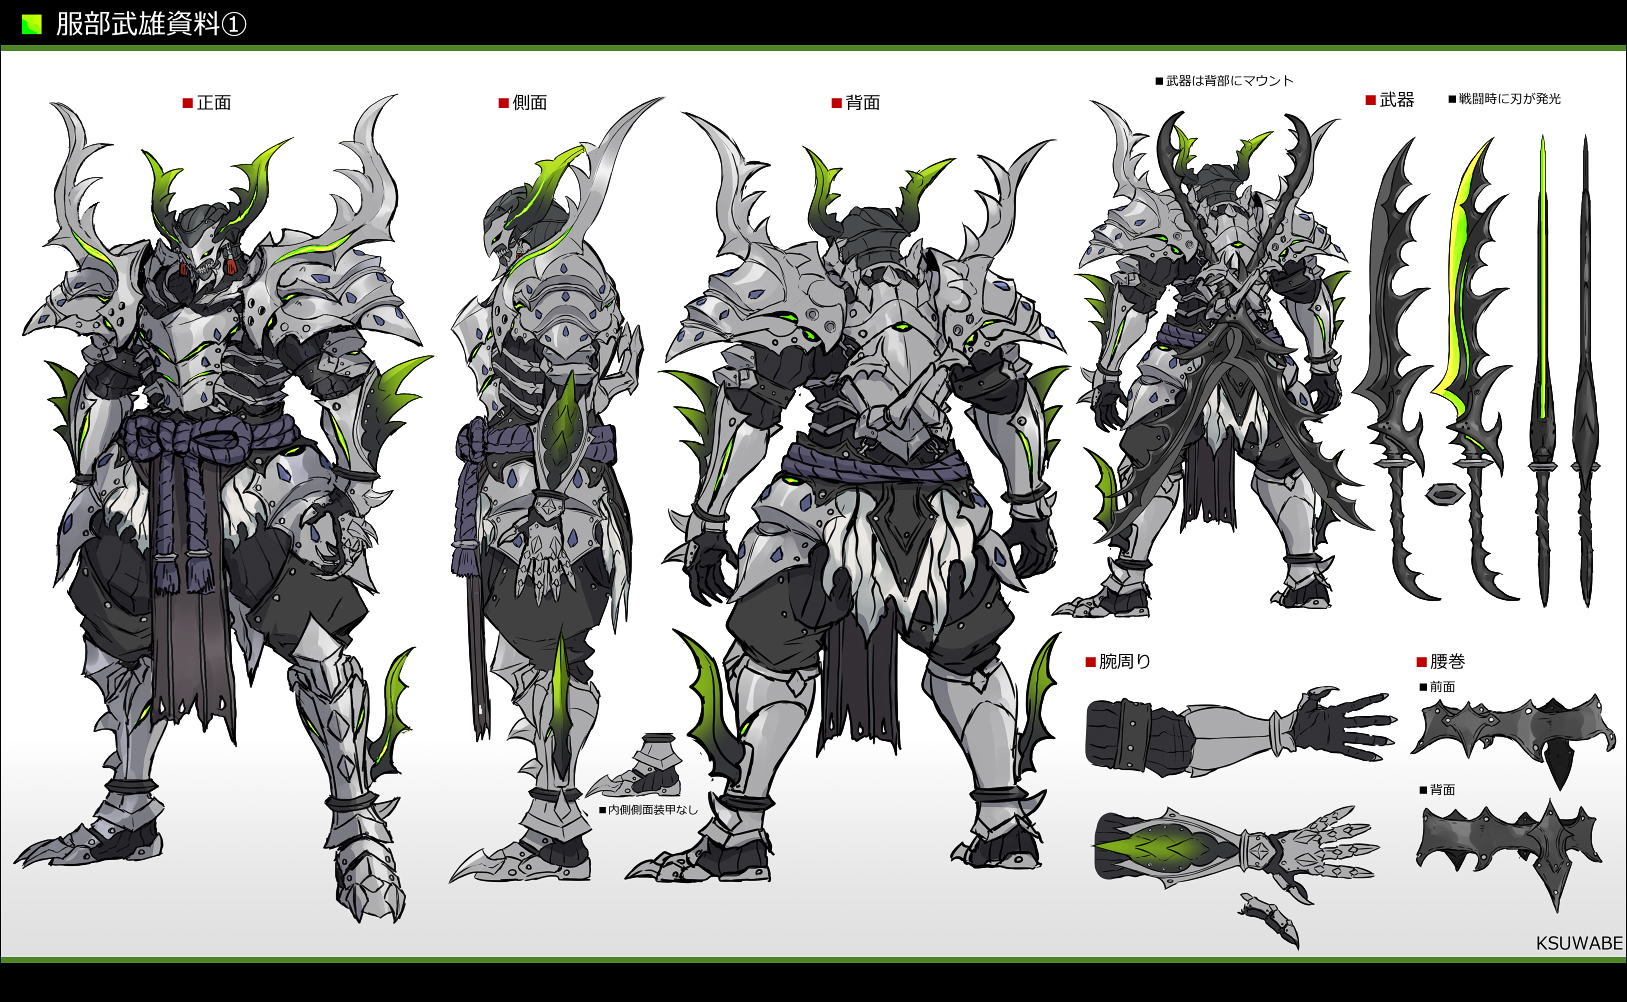 服部武雄資料①
■正面
■側面
■背面
■武器は背部にマウント
■武器
■戦闘時に刃が発光
■内側側面装甲なし
■腕周り
■腰巻
■前面
■背面
KSUWABE